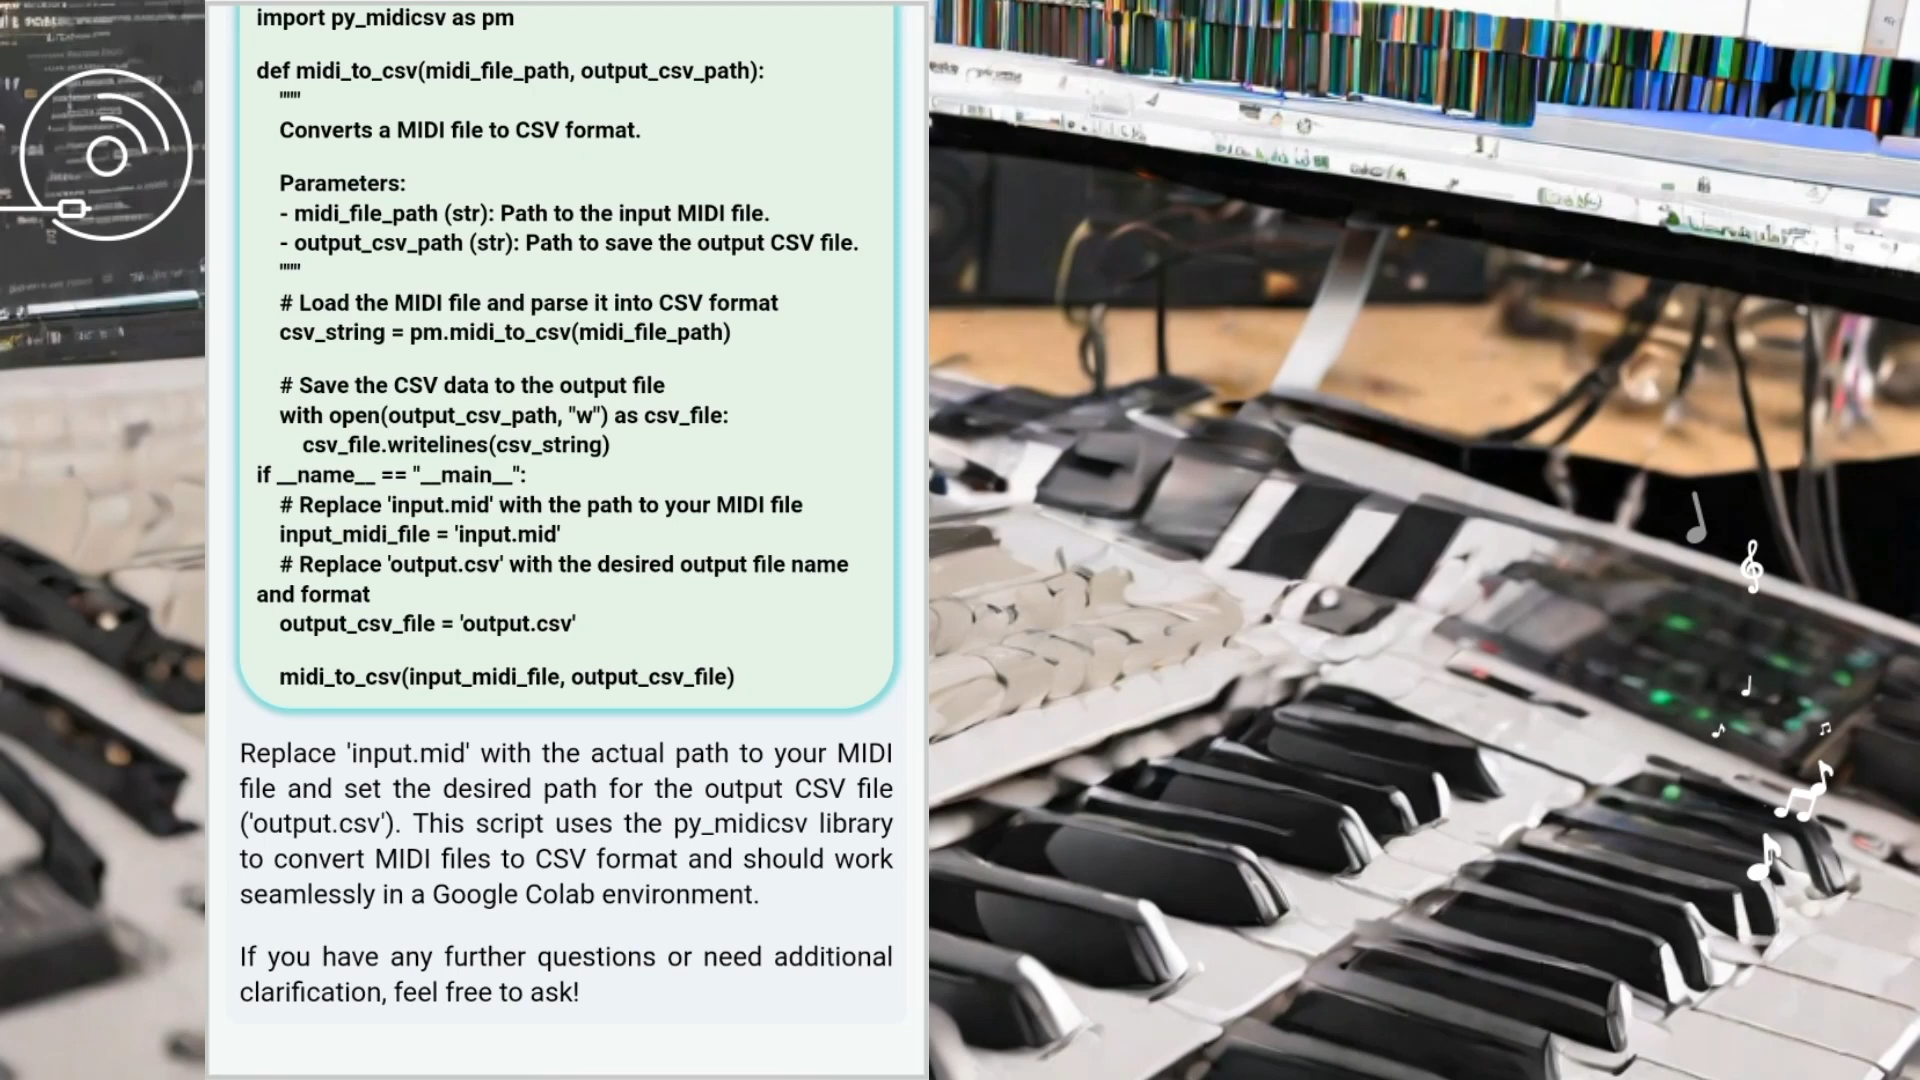 import py_midicsv as pm
def midi_to_csv(midi_file_path, output_csv_path):
"""
Converts a MIDI file to CSV format.
Parameters:
- midi_file_path (str): Path to the input MIDI file.
- output_csv_path (str): Path to save the output CSV file.
"""
# Load the MIDI file and parse it into CSV format
csv_string = pm.midi_to_csv(midi_file_path)
# Save the CSV data to the output file
with open(output_csv_path, "w") as csv_file:
csv_file.writelines(csv_string)
if __name__ == "__main__":
# Replace 'input.mid' with the path to your MIDI file
input_midi_file = 'input.mid'
# Replace 'output.csv' with the desired output file name
and format
output_csv_file = 'output.csv'
midi_to_csv(input_midi_file, output_csv_file)
Replace 'input.mid' with the actual path to your MIDI
file and set the desired path for the output CSV file
('output.csv'). This script uses the py_midicsv library
to convert MIDI files to CSV format and should work
seamlessly in a Google Colab environment.
If you have any further questions or need additional
clarification, feel free to ask!